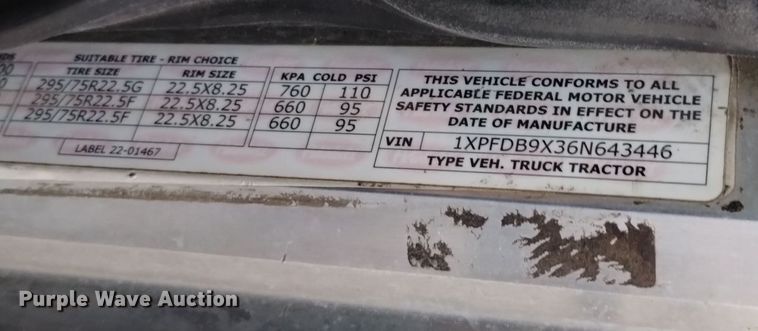 SUITABLE TIRE - RIM CHOICE
TIRE SIZE RIM SIZE KPA COLD PSI
295/75R22.5G 22.5X8.25 760 110
295/75R22.5F 22.5X8.25 660 95
295/75R22.5F 22.5X8.25 660 95
LABEL 22-01467
THIS VEHICLE CONFORMS TO ALL
APPLICABLE FEDERAL MOTOR VEHICLE
SAFETY STANDARDS IN EFFECT ON THE
DATE OF MANUFACTURE
VIN 1XPFDB9X36N643446
TYPE VEH. TRUCK TRACTOR
Purple Wave Auction